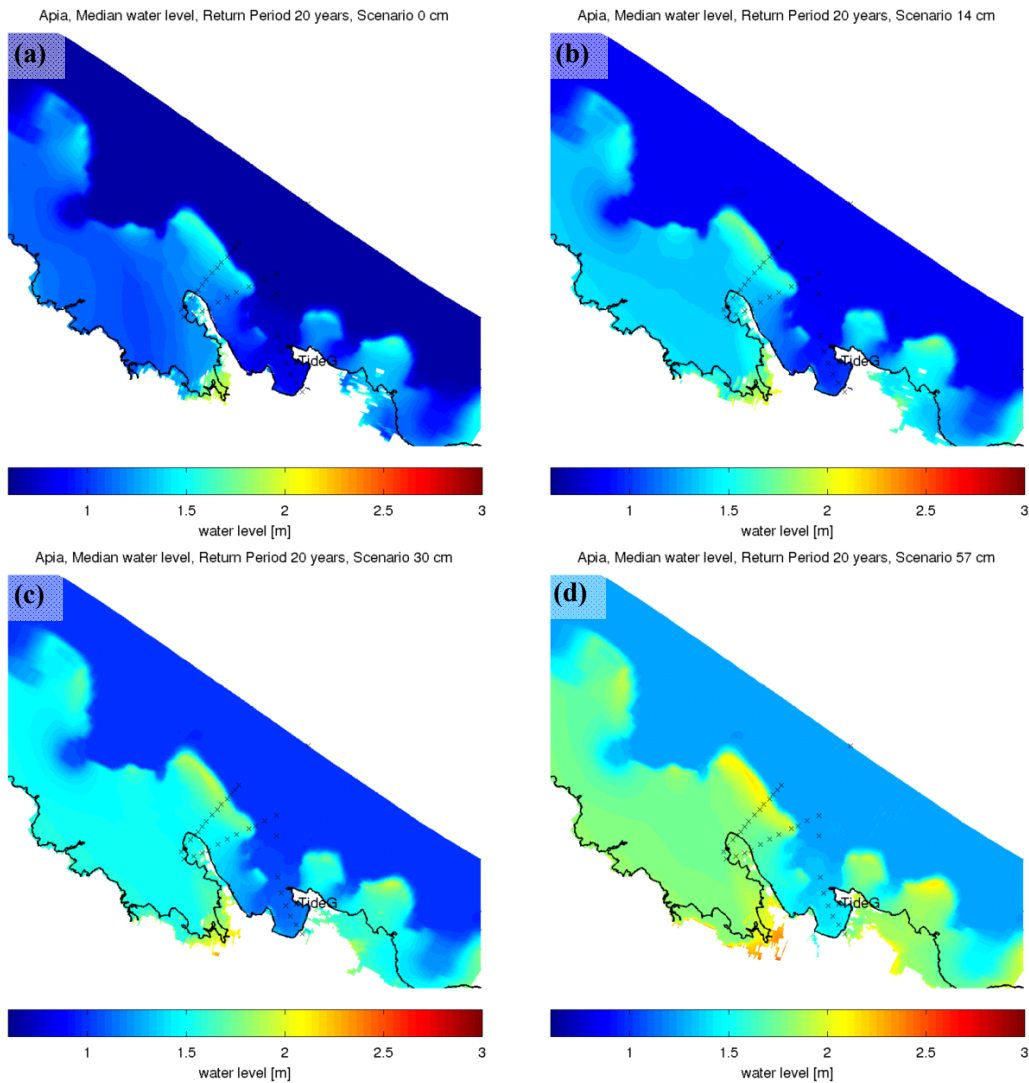 Apia, Median water level, Return Period 20 years, Scenario 0 cm
(a)
TideG
1 1.5 2 2.5 3
water level [m]
Apia, Median water level, Return Period 20 years, Scenario 14 cm
(b)
TideG
1 1.5 2 2.5 3
water level [m]
Apia, Median water level, Return Period 20 years, Scenario 30 cm
(c)
TideG
1 1.5 2 2.5 3
water level [m]
Apia, Median water level, Return Period 20 years, Scenario 57 cm
(d)
TideG
1 1.5 2 2.5 3
water level [m]